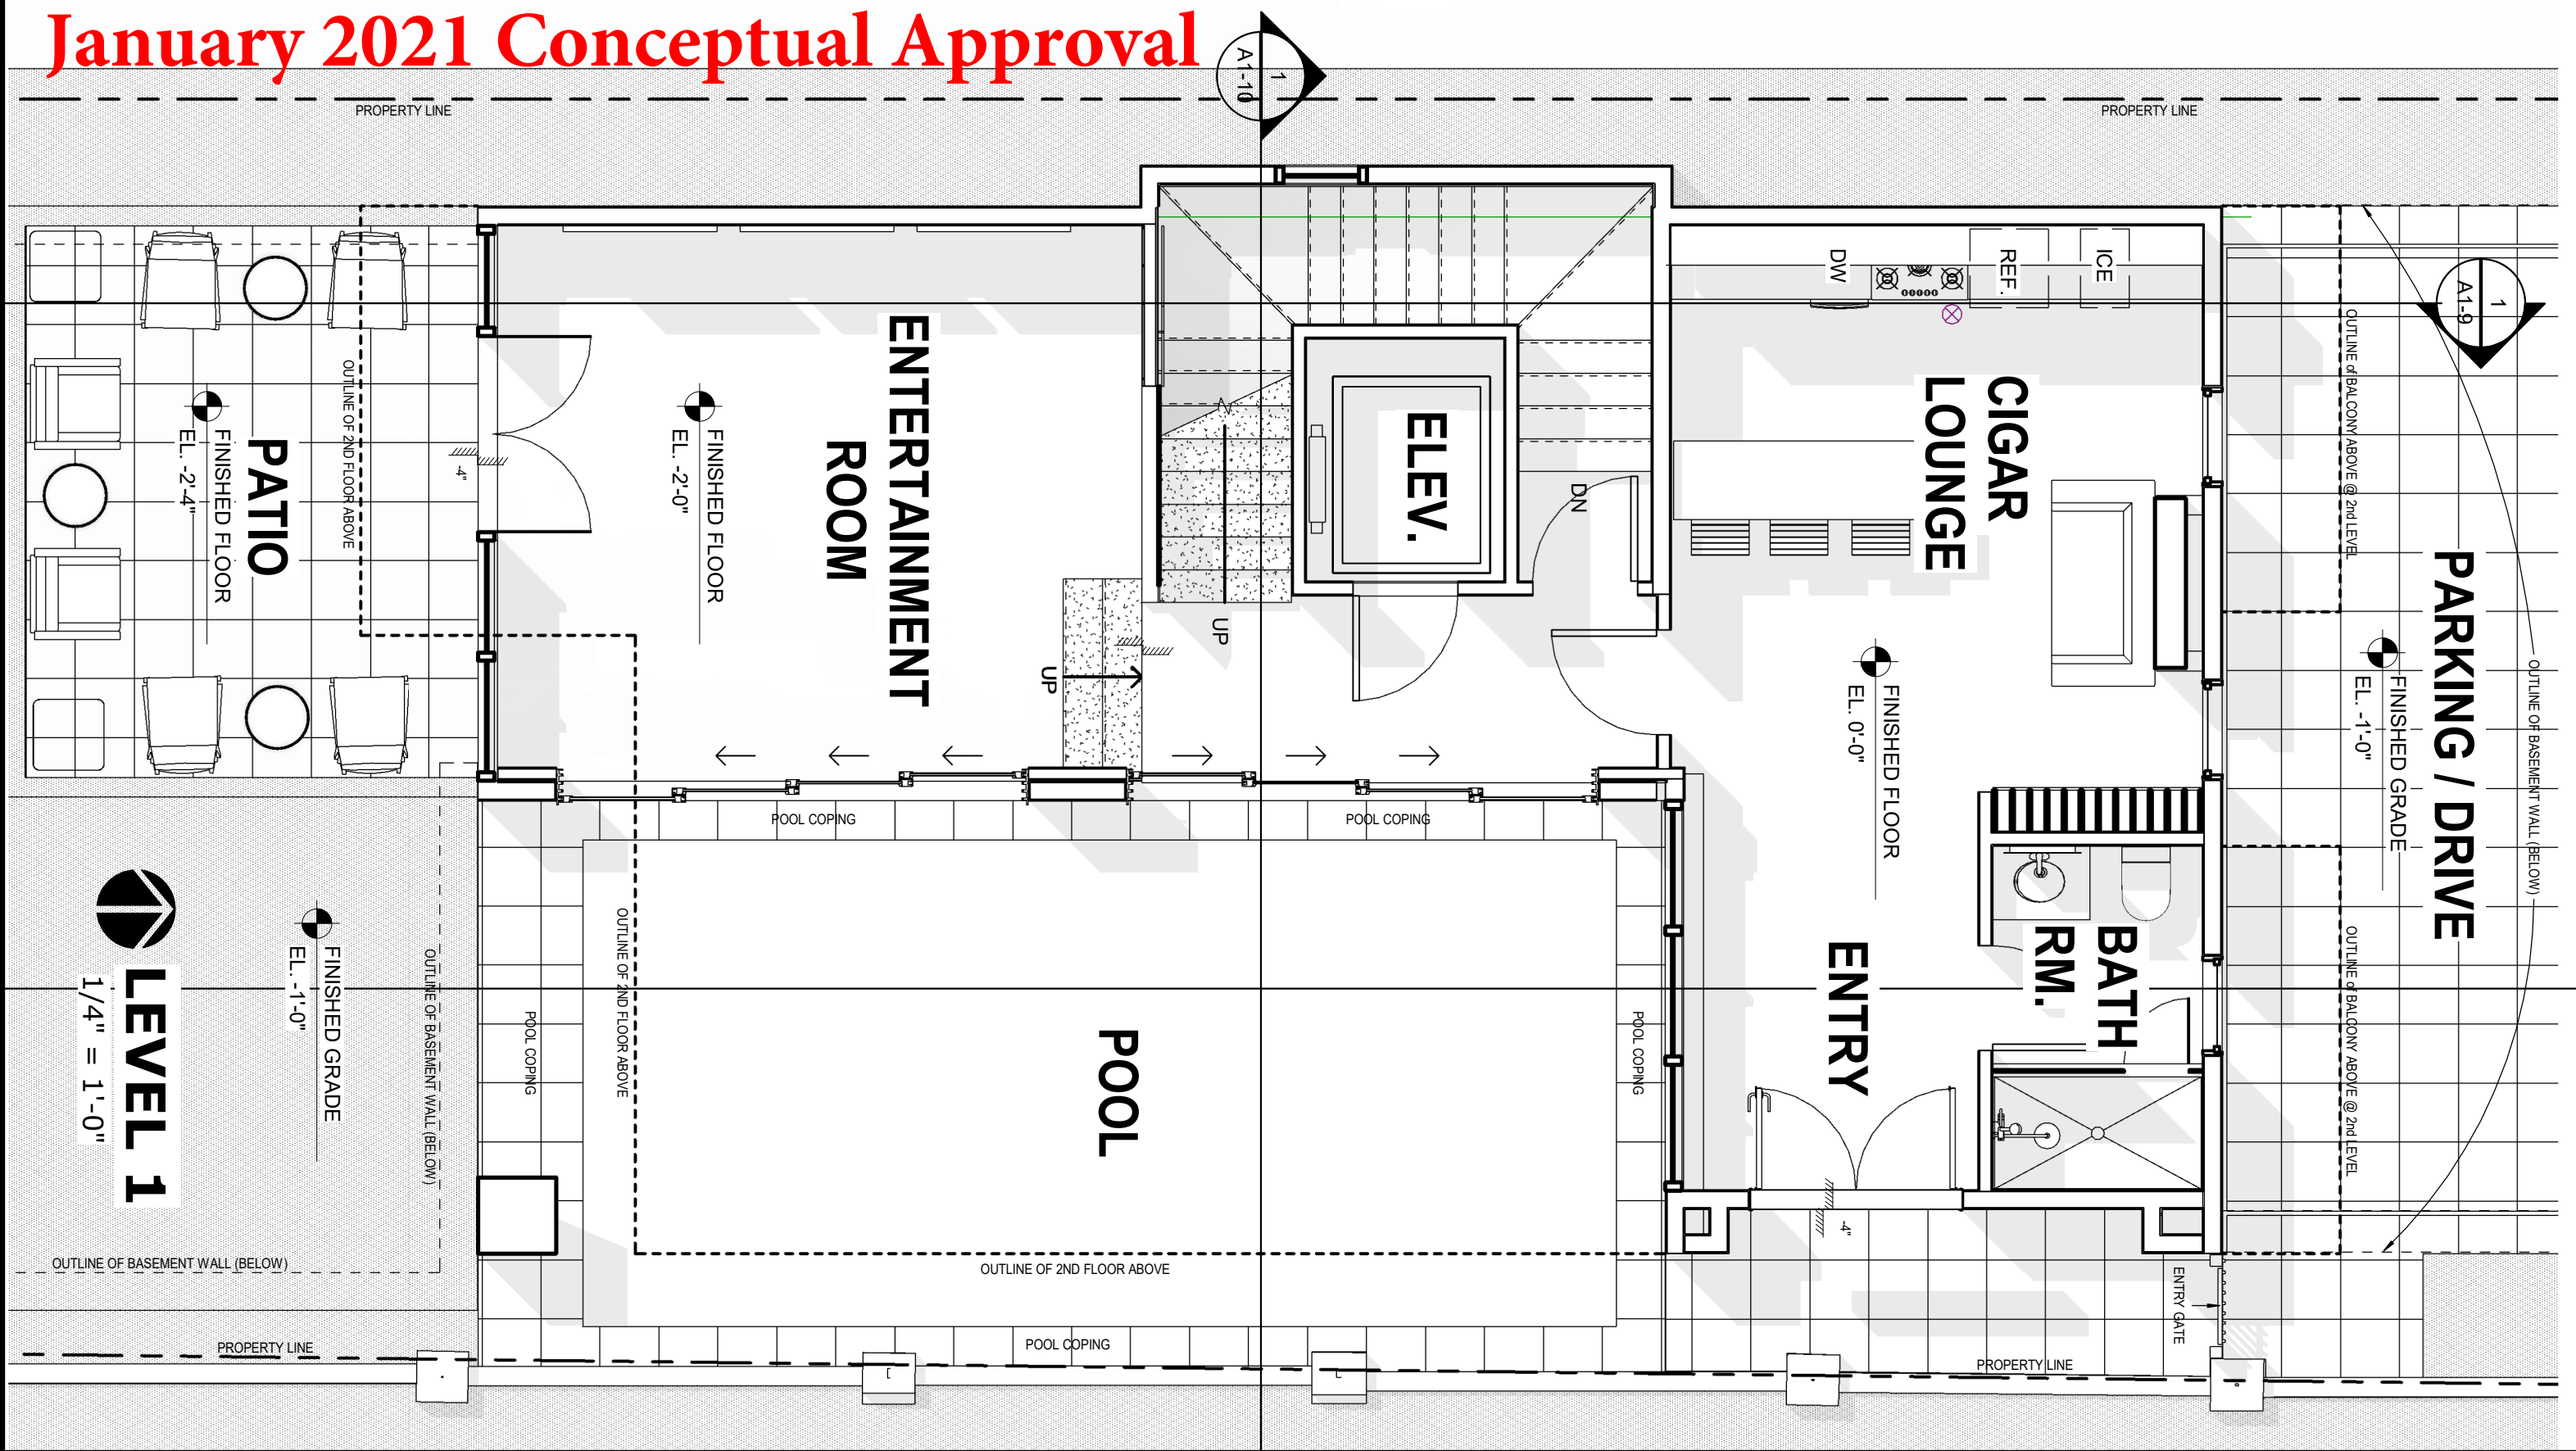 January 2021 Conceptual Approval
1
A1-10
PROPERTY LINE
PROPERTY LINE
DW
REF.
ICE
1
A1-9
ENTERTAINMENT
ROOM
FINISHED FLOOR
EL. -2'-0"
OUTLINE OF 2ND FLOOR ABOVE
PATIO
FINISHED FLOOR
EL. -2'-4"
-4"
ELEV.
DN
UP
UP
CIGAR
LOUNGE
FINISHED FLOOR
EL. 0'-0"
OUTLINE of BALCONY ABOVE @ 2nd LEVEL
PARKING / DRIVE
FINISHED GRADE
EL. -1'-0"
OUTLINE OF BASEMENT WALL (BELOW)
POOL COPING
POOL COPING
BATH
RM.
ENTRY
-4"
OUTLINE of BALCONY ABOVE @ 2nd LEVEL
LEVEL 1
1/4" = 1'-0"
FINISHED GRADE
EL. -1'-0"
OUTLINE OF BASEMENT WALL (BELOW)
POOL COPING
OUTLINE OF 2ND FLOOR ABOVE
POOL
POOL COPING
OUTLINE OF BASEMENT WALL (BELOW)
OUTLINE OF 2ND FLOOR ABOVE
ENTRY GATE
PROPERTY LINE
POOL COPING
PROPERTY LINE